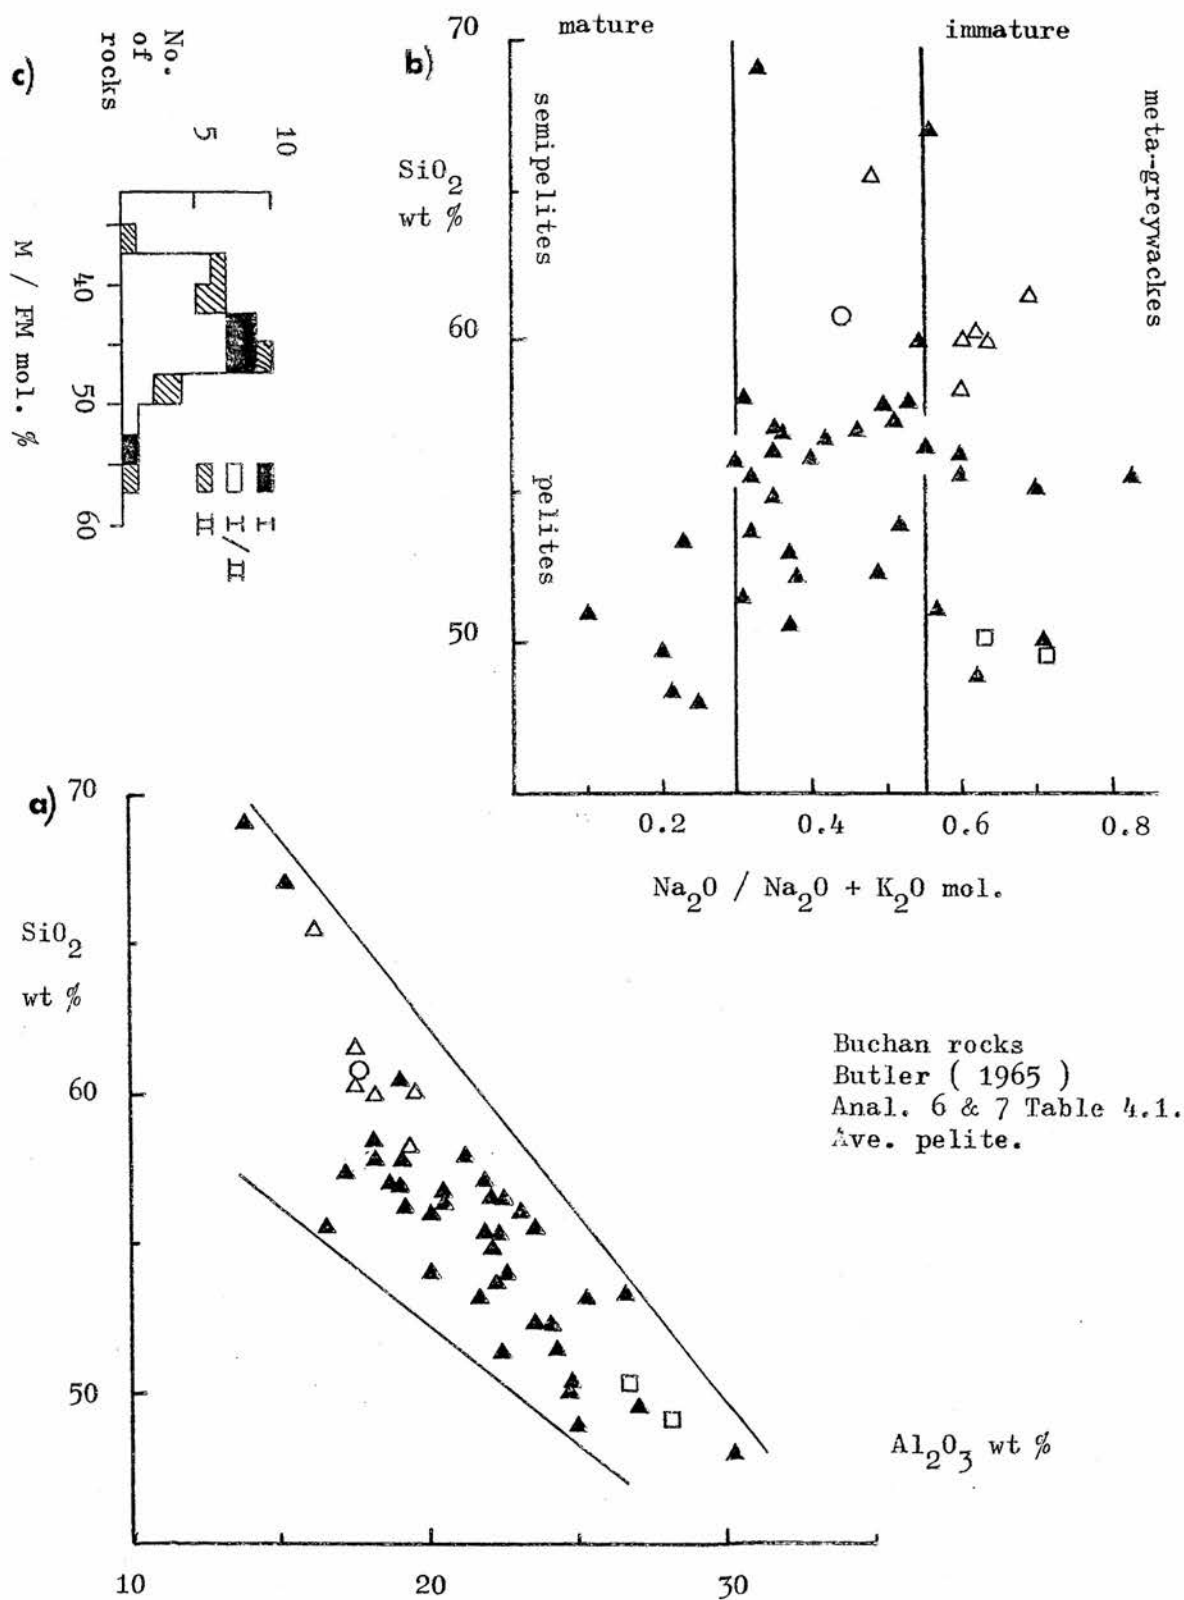 c)
No.
of
rocks
5
10
40
50
60
M / FM mol. %
I
I/II
II
b)
70
60
50
SiO2
wt %
mature
immature
semipelites
pelites
meta-greywackes
0.2
0.4
0.6
0.8
Na2O / Na2O + K2O mol.
a)
70
60
50
SiO2
wt %
Buchan rocks
Butler ( 1965 )
Anal. 6 & 7 Table 4.1.
Ave. pelite.
Al2O3 wt %
10
20
30